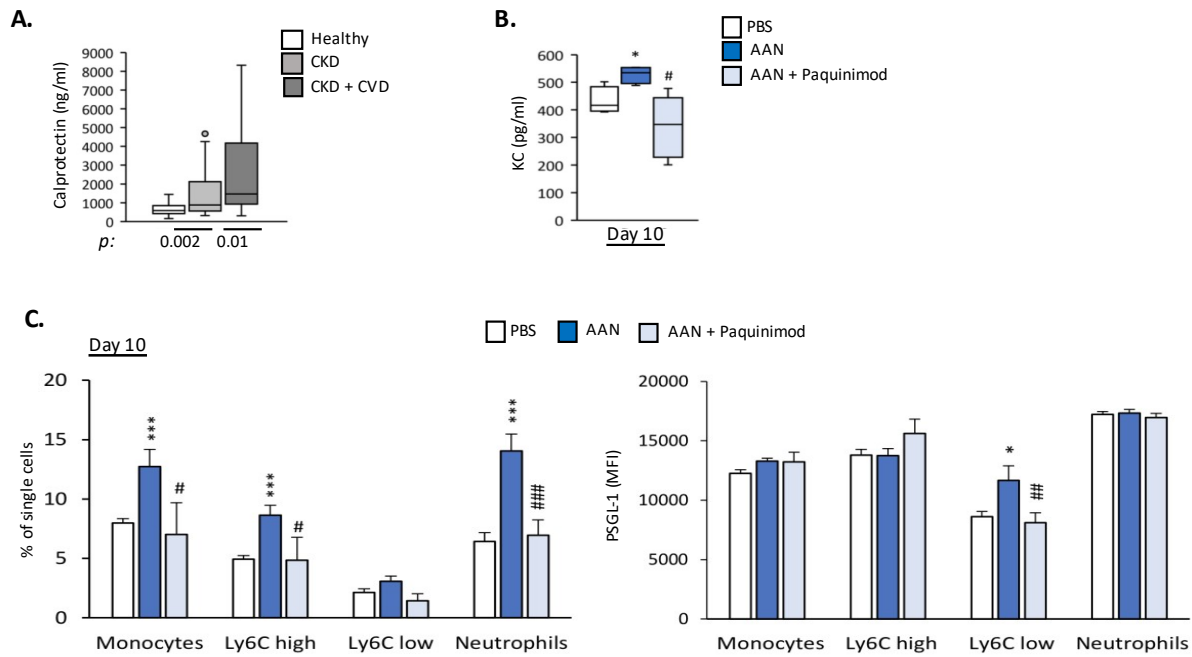 A.
Healthy
CKD
CKD + CVD
Calprotectin (ng/ml)
9000
8000
7000
6000
5000
4000
3000
2000
1000
0
p: 0.002 0.01
B.
PBS
AAN
AAN + Paquinimod
KC (pg/ml)
600
500
400
300
200
100
0
*
#
Day 10
C.
PBS AAN AAN + Paquinimod
Day 10
% of single cells
20
15
10
5
0
***
#
***
#
***
###
Monocytes Ly6C high Ly6C low Neutrophils
PSGL-1 (MFI)
20000
15000
10000
5000
0
*
##
Monocytes Ly6C high Ly6C low Neutrophils